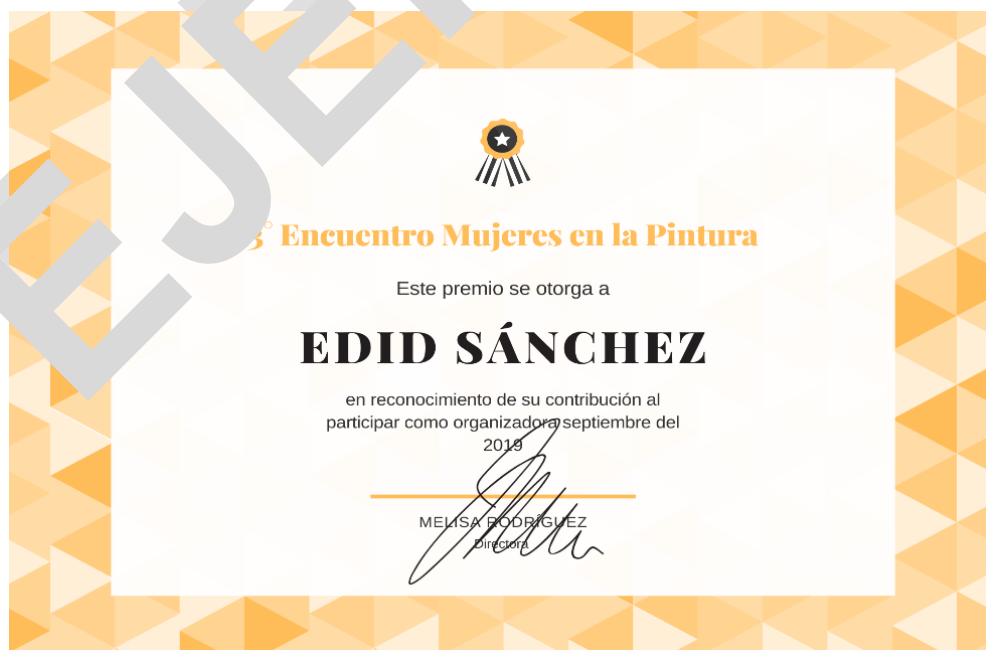 EJE
3° Encuentro Mujeres en la Pintura
Este premio se otorga a
EDID SÁNCHEZ
en reconocimiento de su contribución al
participar como organizadora septiembre del
2019
MELISA RODRÍGUEZ
Directora